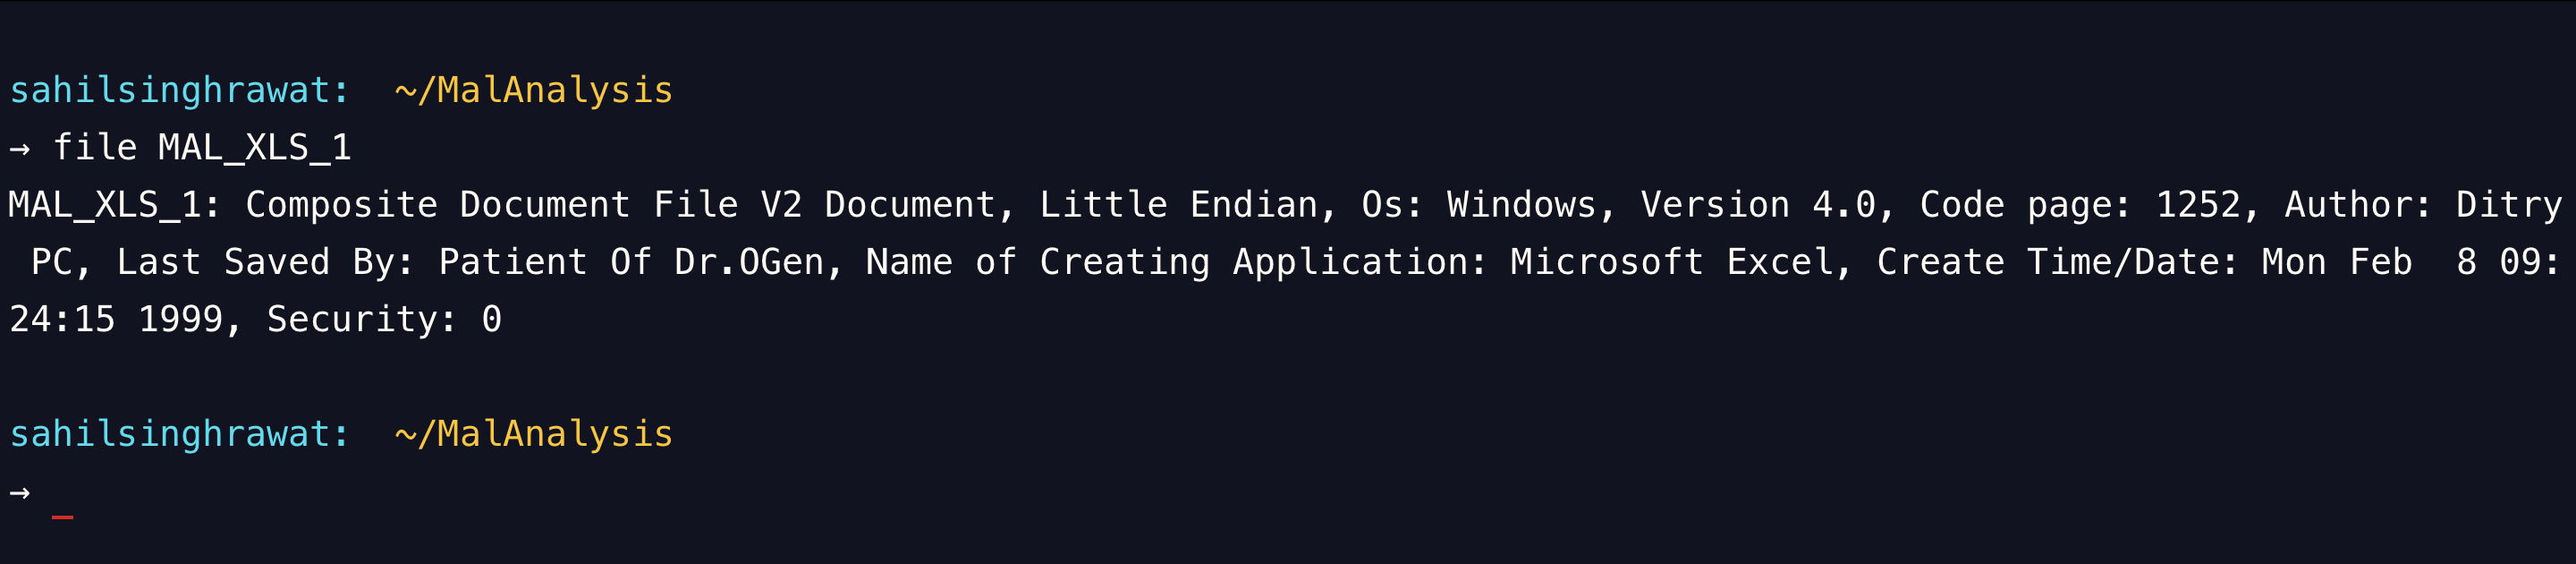 sahilsinghrawat:  ~/MalAnalysis
→ file MAL_XLS_1
MAL_XLS_1: Composite Document File V2 Document, Little Endian, Os: Windows, Version 4.0, Code page: 1252, Author: Ditry
 PC, Last Saved By: Patient Of Dr.OGen, Name of Creating Application: Microsoft Excel, Create Time/Date: Mon Feb  8 09:
24:15 1999, Security: 0
sahilsinghrawat:  ~/MalAnalysis
→ _